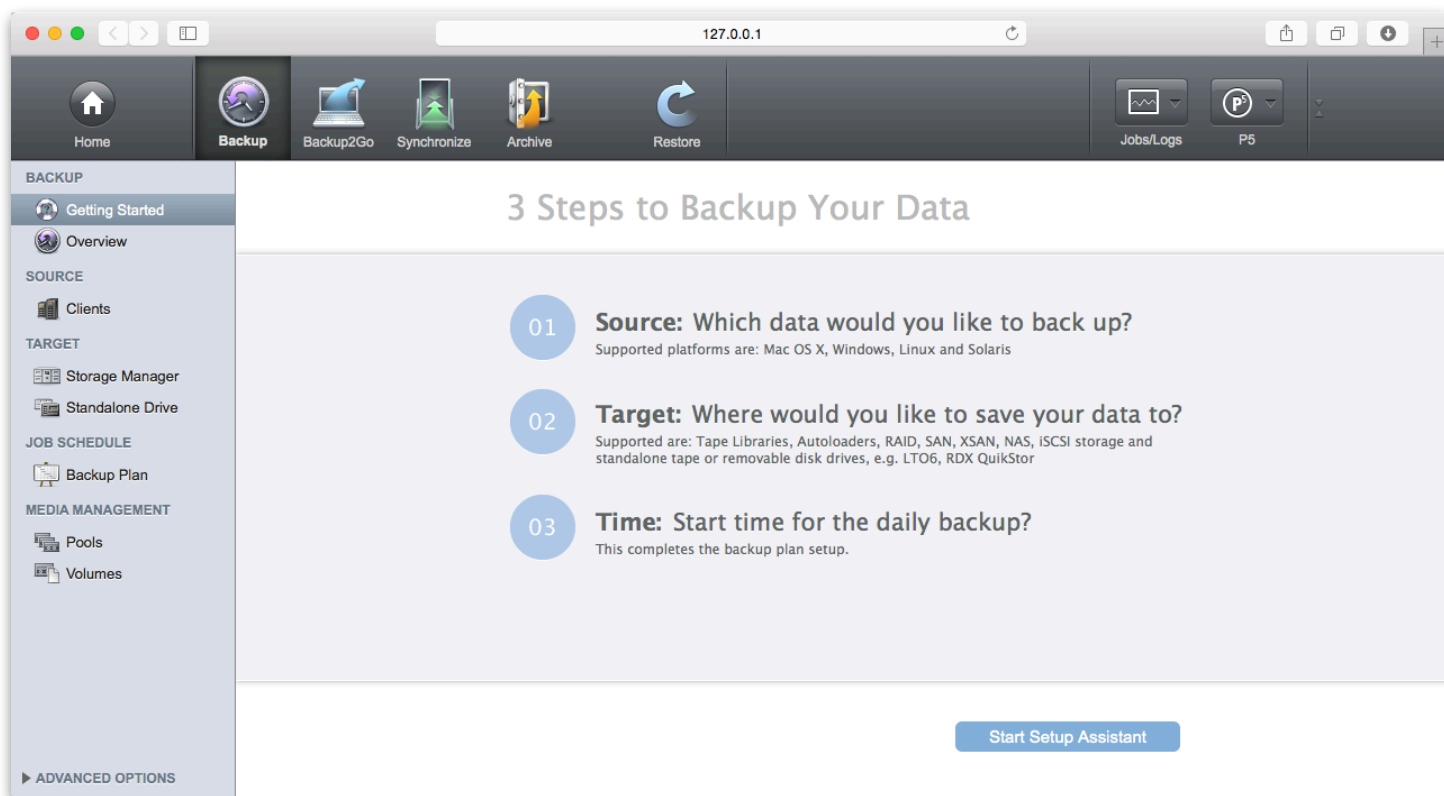 127.0.0.1
Home
Backup
Backup2Go
Synchronize
Archive
Restore
Jobs/Logs
P5
P5
BACKUP
Getting Started
Overview
SOURCE
Clients
TARGET
Storage Manager
Standalone Drive
JOB SCHEDULE
Backup Plan
MEDIA MANAGEMENT
Pools
Volumes
ADVANCED OPTIONS
3 Steps to Backup Your Data
01
Source: Which data would you like to back up?
Supported platforms are: Mac OS X, Windows, Linux and Solaris
02
Target: Where would you like to save your data to?
Supported are: Tape Libraries, Autoloaders, RAID, SAN, XSAN, NAS, iSCSI storage and
standalone tape or removable disk drives, e.g. LTO6, RDX QuikStor
03
Time: Start time for the daily backup?
This completes the backup plan setup.
Start Setup Assistant